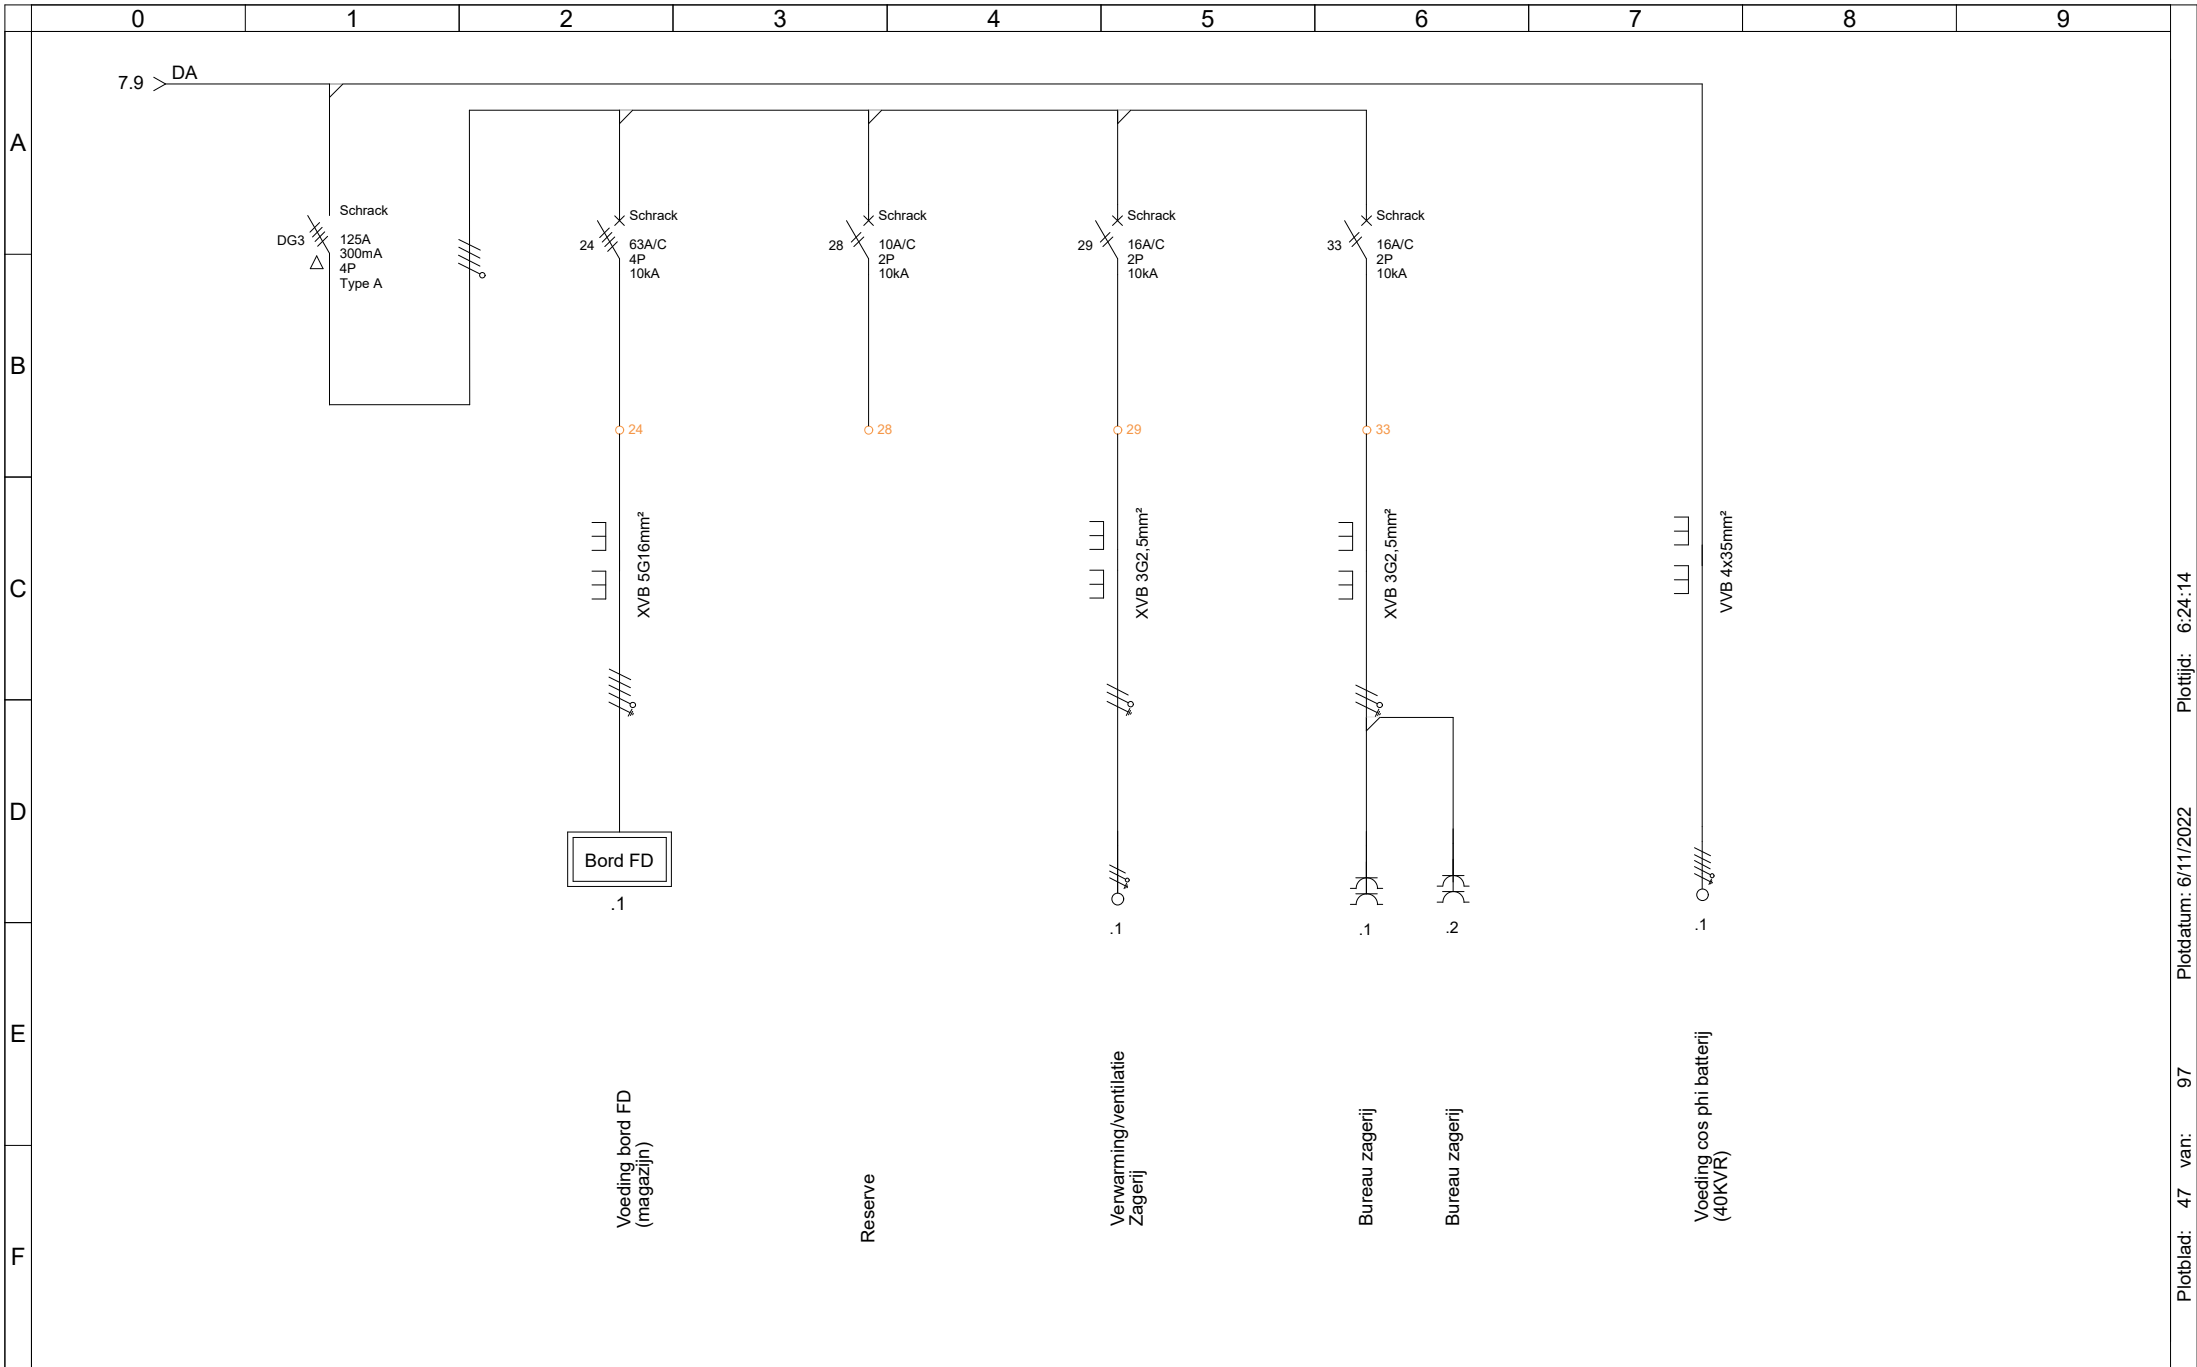 0 1 2 3 4 5 6 7 8 9
7.9 DA
A
B
C
D
E
F
DG3
Schrack
125A
300mA
4P
Type A
24
Schrack
63A/C
4P
10kA
28
Schrack
10A/C
2P
10kA
29
Schrack
16A/C
2P
10kA
33
Schrack
16A/C
2P
10kA
24
28
29
33
XVB 5G16mm²
XVB 3G2,5mm²
XVB 3G2,5mm²
VVB 4x35mm²
Bord FD
.1
.1
.1
.2
.1
Voeding bord FD
(magazijn)
Reserve
Verwarming/ventilatie
Zagerij
Bureau zagerij
Bureau zagerij
Voeding cos phi batterij
(40KVR)
Plotblad: 47 van: 97 Plotdatum: 6/11/2022 Plottijd: 6:24:14